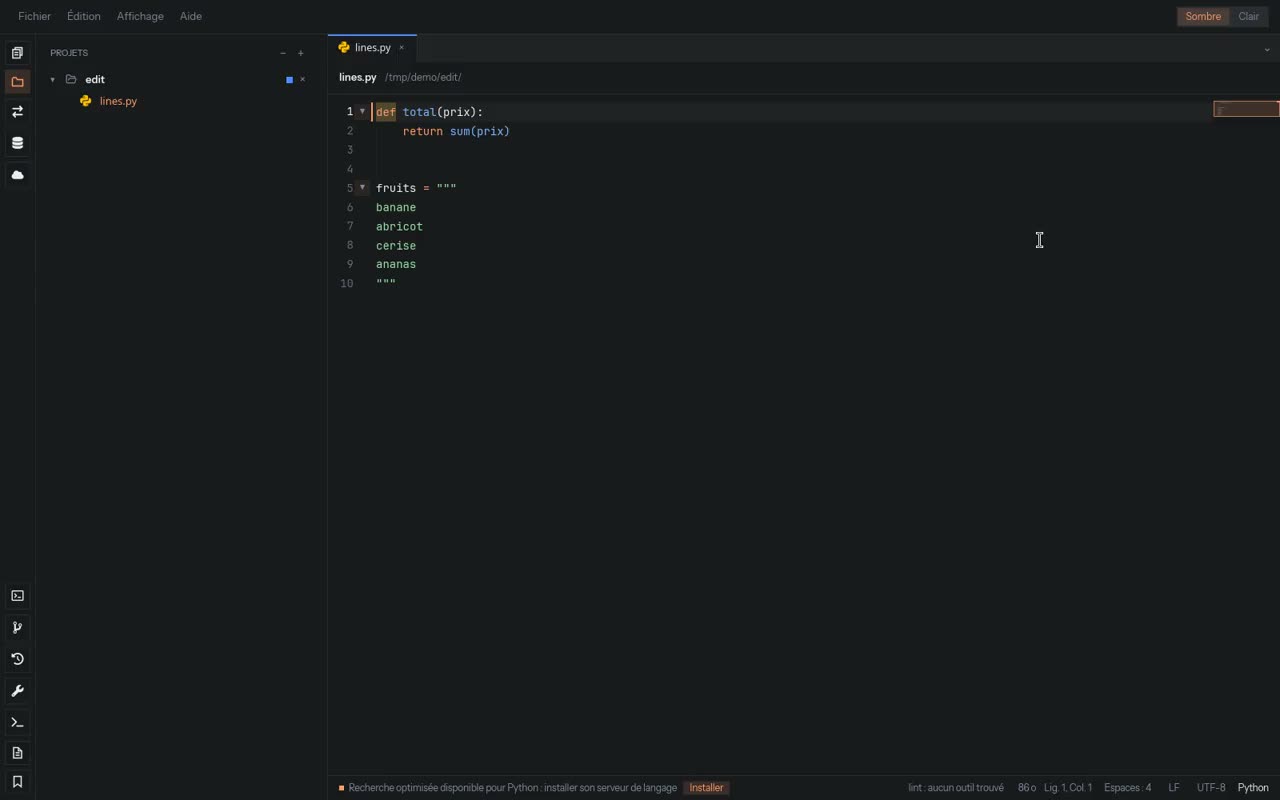 Fichier Édition Affichage Aide Sombre Clair
PROJETS − +
edit ×
lines.py
lines.py ×
lines.py /tmp/demo/edit/
1 def total(prix):
2 return sum(prix)
3
4
5 fruits = """
6 banane
7 abricot
8 cerise
9 ananas
10 """
Recherche optimisée disponible pour Python : installer son serveur de langage Installer lint : aucun outil trouvé 86 o Lig. 1, Col. 1 Espaces : 4 LF UTF-8 Python